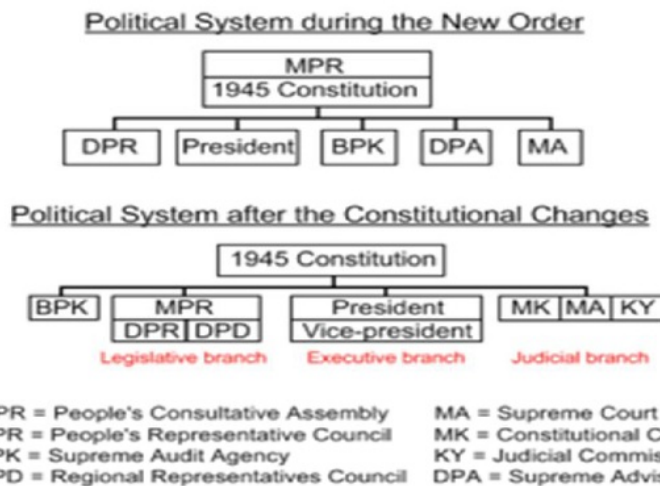 Political System during the New Order
MPR
1945 Constitution
DPR President BPK DPA MA
Political System after the Constitutional Changes
1945 Constitution
BPK MPR President MK MA KY
DPR DPD Vice-president
Legislative branch Executive branch Judicial branch
PR = People's Consultative Assembly MA = Supreme Court
PR = People's Representative Council MK = Constitutional C
PK = Supreme Audit Agency KY = Judicial Commis
PD = Regional Representatives Council DPA = Supreme Advis